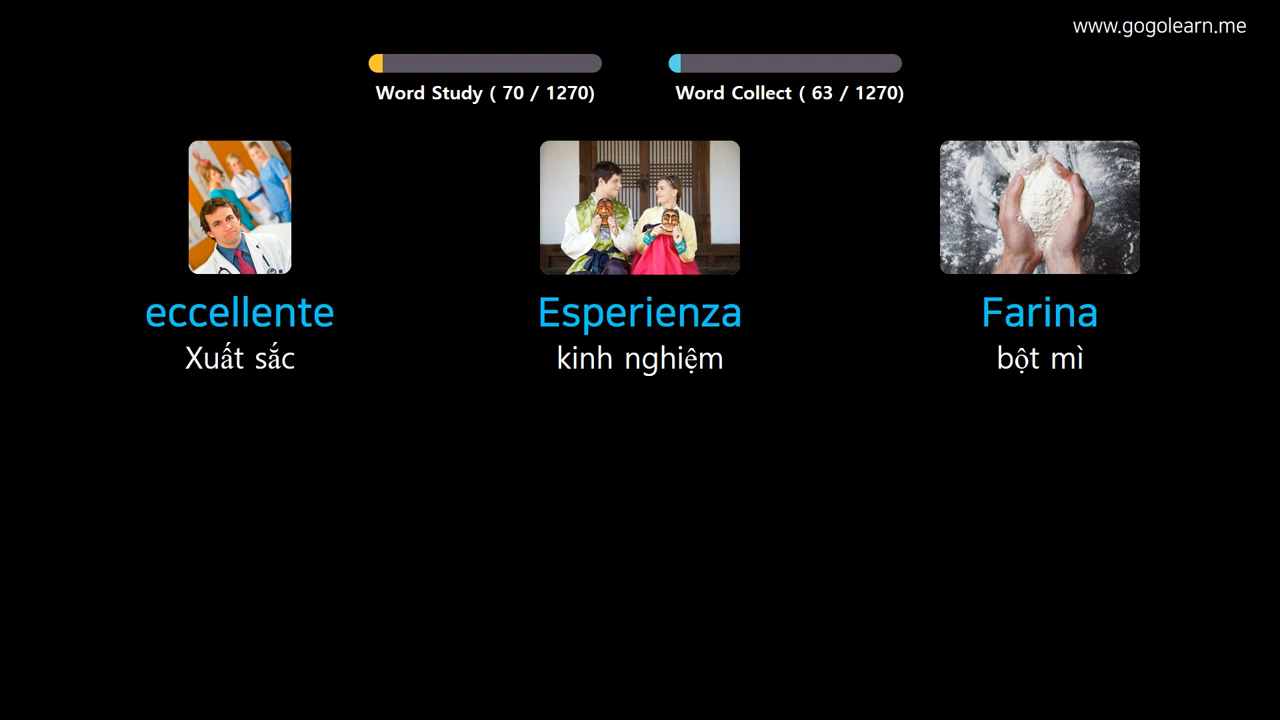 www.gogolearn.me
Word Study ( 70 / 1270)
Word Collect ( 63 / 1270)
eccellente
Xuất sắc
Esperienza
kinh nghiệm
Farina
bột mì